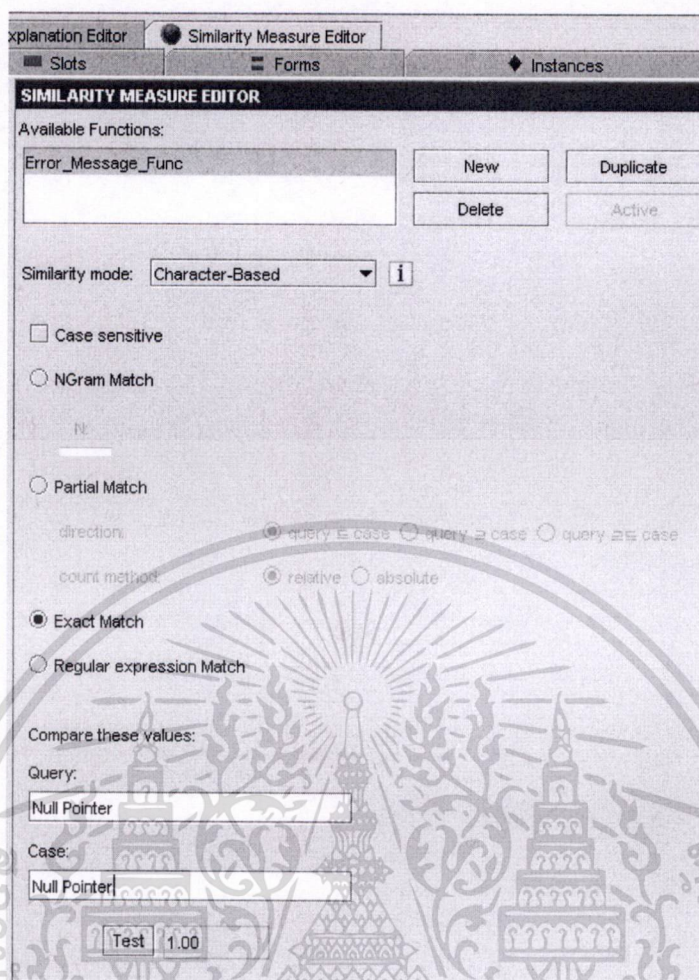 xplanation Editor Similarity Measure Editor
Slots Forms Instances
SIMILARITY MEASURE EDITOR
Available Functions:
Error_Message_Func New Duplicate
Delete Active
Similarity mode: Character-Based i
Case sensitive
NGram Match
N:
Partial Match
direction: query ⊆ case query ⊇ case query ⊇⊆ case
count method: relative absolute
Exact Match
Regular expression Match
Compare these values:
Query:
Null Pointer
Case:
Null Pointer
Test 1.00